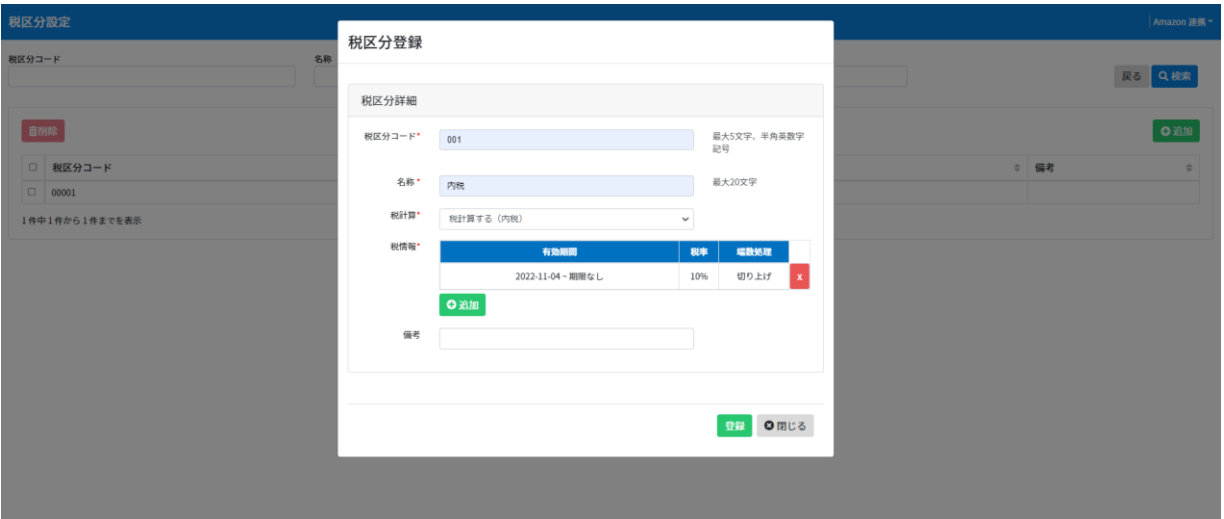 税区分設定
Amazon 連携
税区分コード
名称
戻る
検索
削除
追加
税区分コード
備考
00001
1件中1件から1件までを表示
税区分登録
税区分詳細
税区分コード*
001
最大5文字、半角英数字
記号
名称*
内税
最大20文字
税計算*
税計算する（内税）
税情報*
有効期間 税率 端数処理
2022-11-04 ~ 期限なし 10% 切り上げ x
追加
備考
登録
閉じる